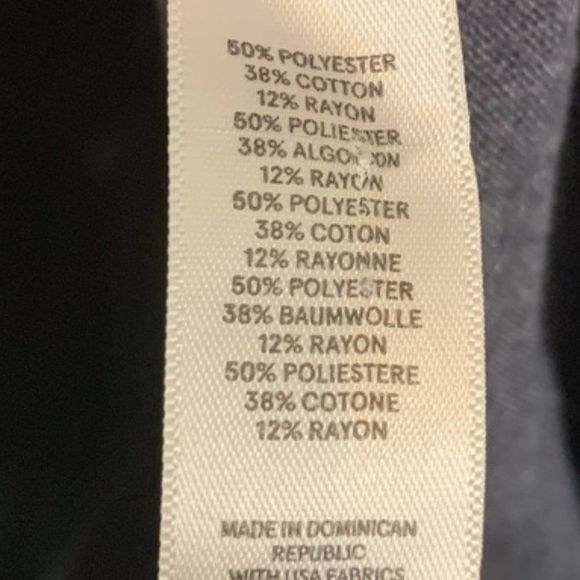 50% POLYESTER
38% COTTON
12% RAYON
50% POLIESTER
38% ALGODON
12% RAYON
50% POLYESTER
38% COTON
12% RAYONNE
50% POLYESTER
38% BAUMWOLLE
12% RAYON
50% POLIESTERE
38% COTONE
12% RAYON
MADE IN DOMINICAN
REPUBLIC
WITH USA FABRICS